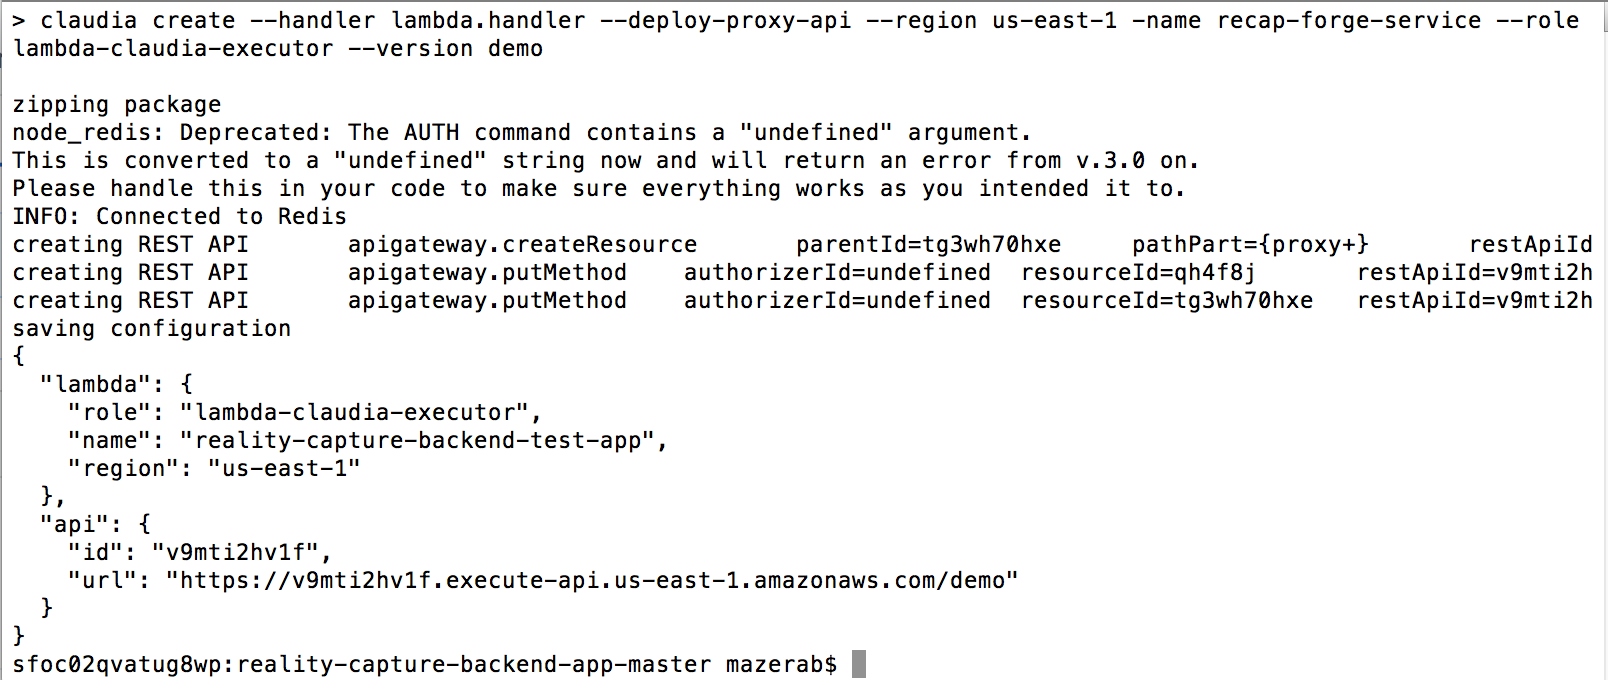 > claudia create --handler lambda.handler --deploy-proxy-api --region us-east-1 -name recap-forge-service --role
lambda-claudia-executor --version demo
zipping package
node_redis: Deprecated: The AUTH command contains a "undefined" argument.
This is converted to a "undefined" string now and will return an error from v.3.0 on.
Please handle this in your code to make sure everything works as you intended it to.
INFO: Connected to Redis
creating REST API       apigateway.createResource       parentId=tg3wh70hxe     pathPart={proxy+}       restApiId
creating REST API       apigateway.putMethod    authorizerId=undefined  resourceId=qh4f8j       restApiId=v9mti2h
creating REST API       apigateway.putMethod    authorizerId=undefined  resourceId=tg3wh70hxe   restApiId=v9mti2h
saving configuration
{
  "lambda": {
    "role": "lambda-claudia-executor",
    "name": "reality-capture-backend-test-app",
    "region": "us-east-1"
  },
  "api": {
    "id": "v9mti2hv1f",
    "url": "https://v9mti2hv1f.execute-api.us-east-1.amazonaws.com/demo"
  }
}
sfoc02qvatug8wp:reality-capture-backend-app-master mazerab$